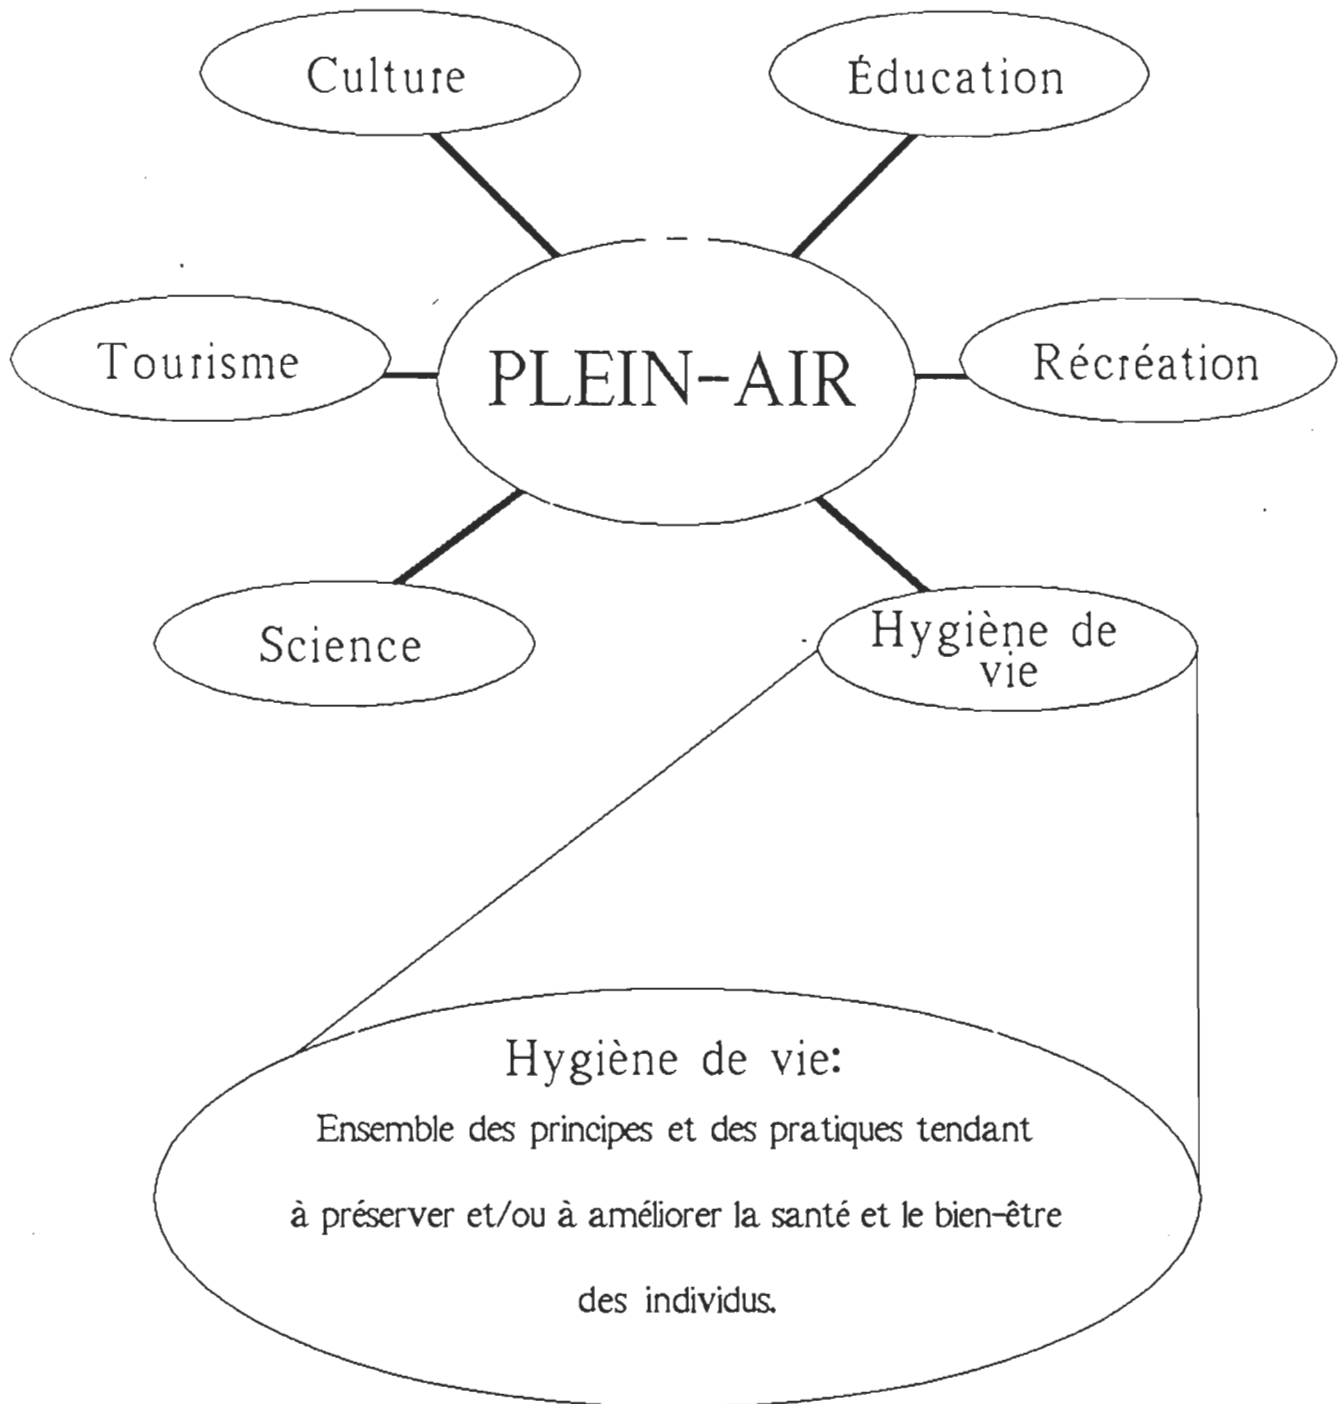 Culture
Éducation
Tourisme
PLEIN-AIR
Récréation
Science
Hygiène de
vie
Hygiène de vie:
Ensemble des principes et des pratiques tendant
à préserver et/ou à améliorer la santé et le bien-être
des individus.